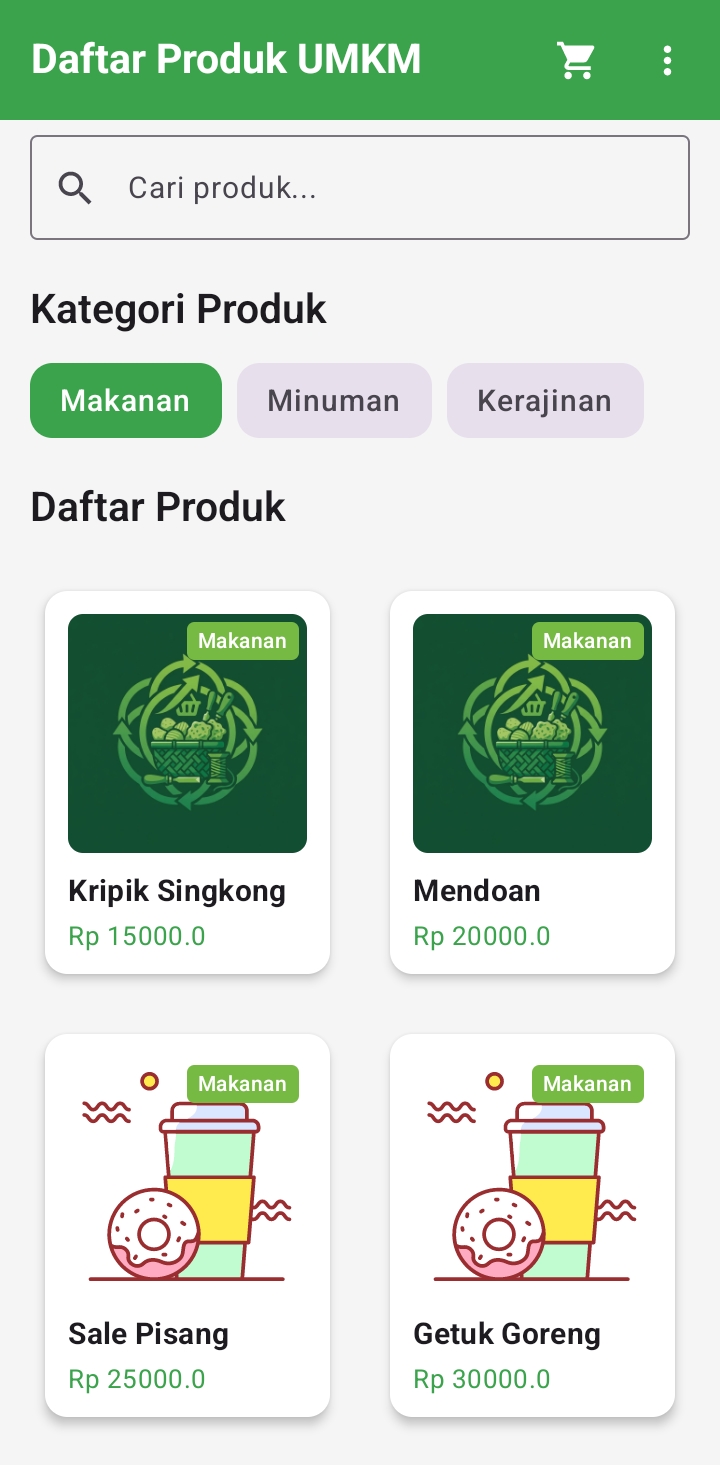 Daftar Produk UMKM
Cari produk...
Kategori Produk
Makanan
Minuman
Kerajinan
Daftar Produk
Makanan
Kripik Singkong
Rp 15000.0
Makanan
Mendoan
Rp 20000.0
Makanan
Sale Pisang
Rp 25000.0
Makanan
Getuk Goreng
Rp 30000.0